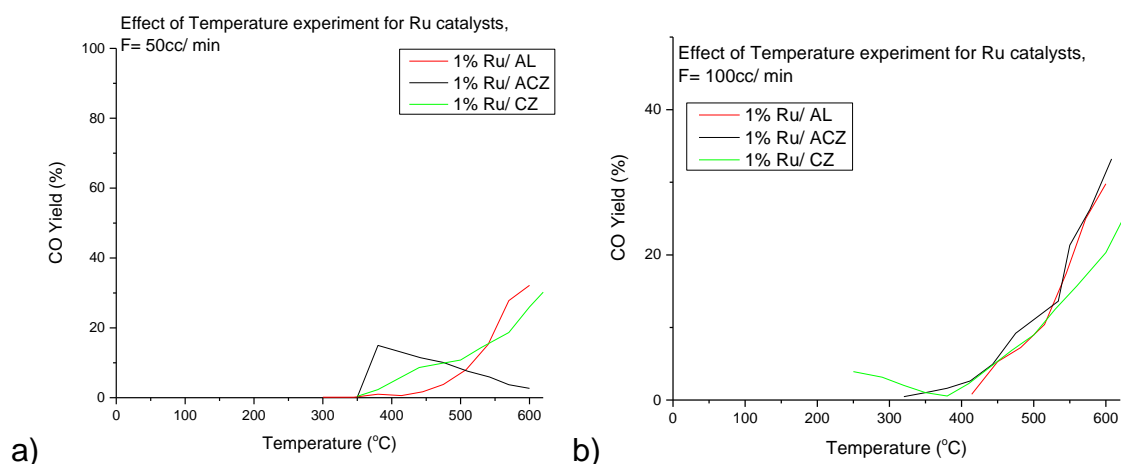 Effect of Temperature experiment for Ru catalysts,
F= 50cc/ min
1% Ru/ AL
1% Ru/ ACZ
1% Ru/ CZ
100
80
60
40
20
0
CO Yield (%)
0 100 200 300 400 500 600
Temperature (°C)
a)
Effect of Temperature experiment for Ru catalysts,
F= 100cc/ min
1% Ru/ AL
1% Ru/ ACZ
1% Ru/ CZ
40
20
0
CO Yield (%)
0 100 200 300 400 500 600
Temperature (°C)
b)